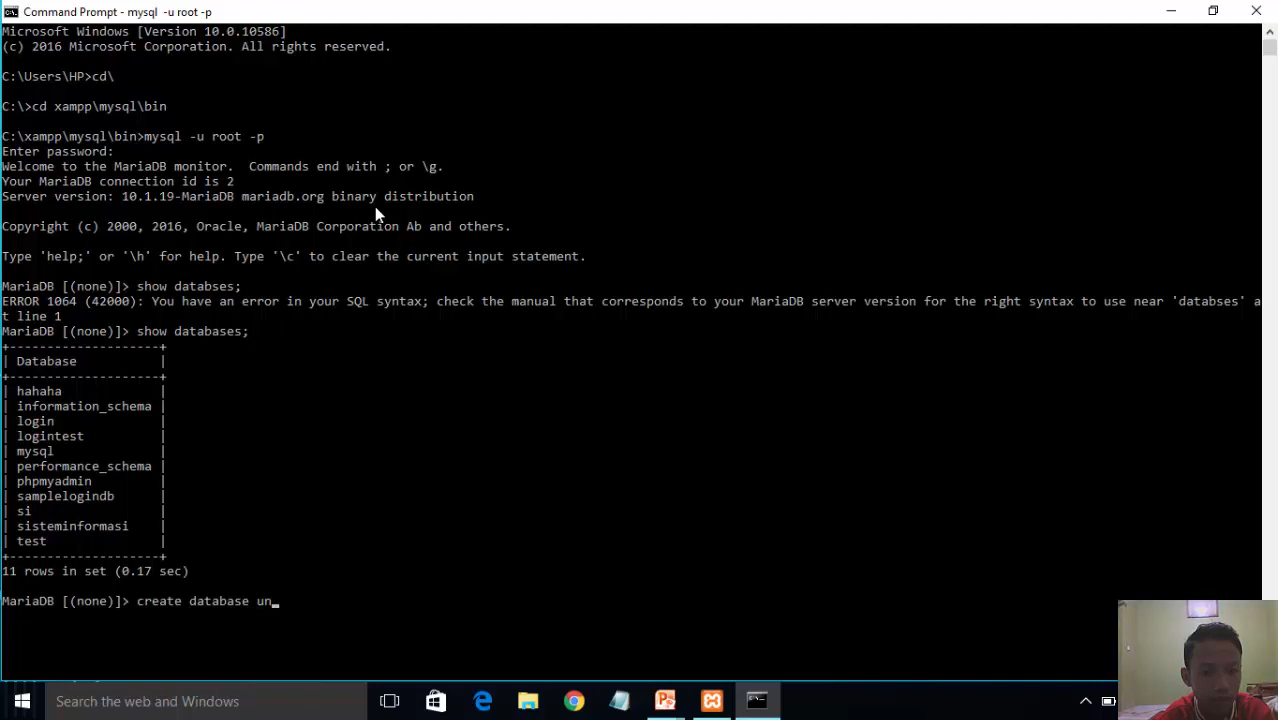 Command Prompt - mysql -u root -p
Microsoft Windows [Version 10.0.10586]
(c) 2016 Microsoft Corporation. All rights reserved.
C:\Users\HP>cd\
C:\>cd xampp\mysql\bin
C:\xampp\mysql\bin>mysql -u root -p
Enter password:
Welcome to the MariaDB monitor.  Commands end with ; or \g.
Your MariaDB connection id is 2
Server version: 10.1.19-MariaDB mariadb.org binary distribution
Copyright (c) 2000, 2016, Oracle, MariaDB Corporation Ab and others.
Type 'help;' or '\h' for help. Type '\c' to clear the current input statement.
MariaDB [(none)]> show databses;
ERROR 1064 (42000): You have an error in your SQL syntax; check the manual that corresponds to your MariaDB server version for the right syntax to use near 'databses' a
t line 1
MariaDB [(none)]> show databases;
+--------------------+
| Database           |
+--------------------+
| hahaha             |
| information_schema |
| login              |
| logintest          |
| mysql              |
| performance_schema |
| phpmyadmin         |
| samplelogindb      |
| si                 |
| sisteminformasi    |
| test               |
+--------------------+
11 rows in set (0.17 sec)
MariaDB [(none)]> create database un_
Search the web and Windows